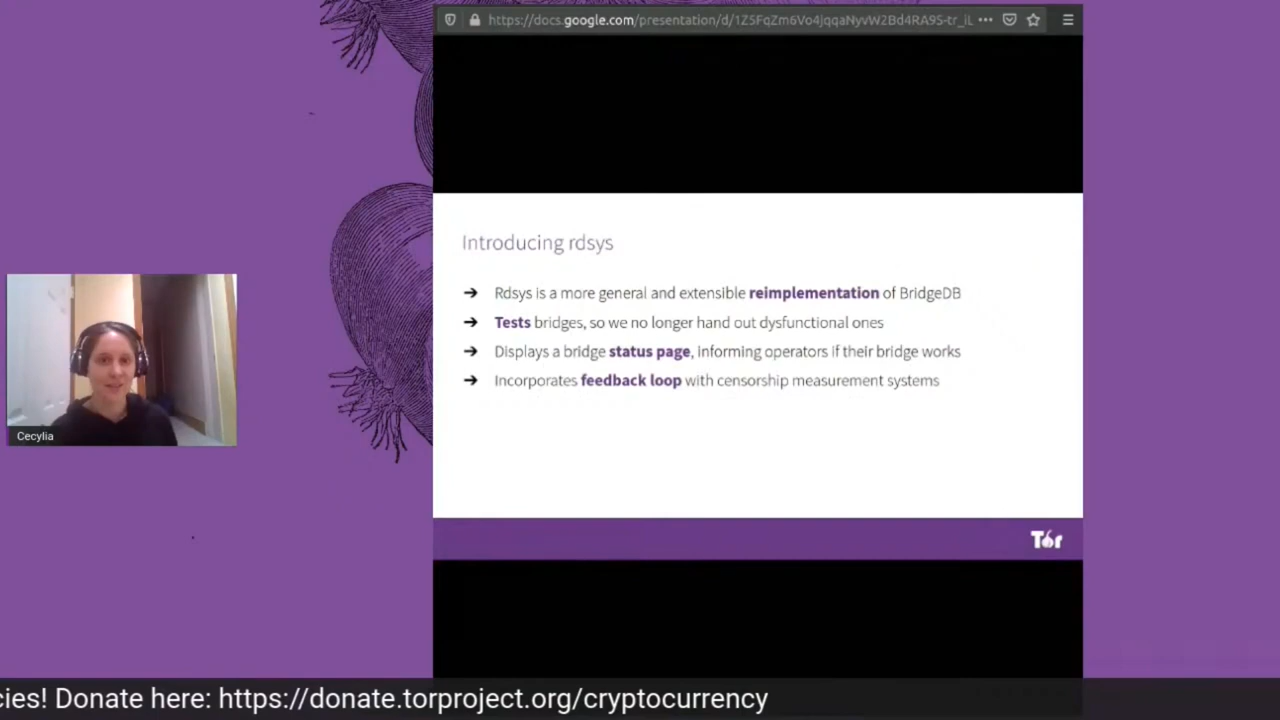 https://docs.google.com/presentation/d/1Z5FqZm6Vo4jqqaNyvW2Bd4RA9S-tr_iL
Introducing rdsys
➔ Rdsys is a more general and extensible reimplementation of BridgeDB
➔ Tests bridges, so we no longer hand out dysfunctional ones
➔ Displays a bridge status page, informing operators if their bridge works
➔ Incorporates feedback loop with censorship measurement systems
Cecylia
Tor
cies! Donate here: https://donate.torproject.org/cryptocurrency